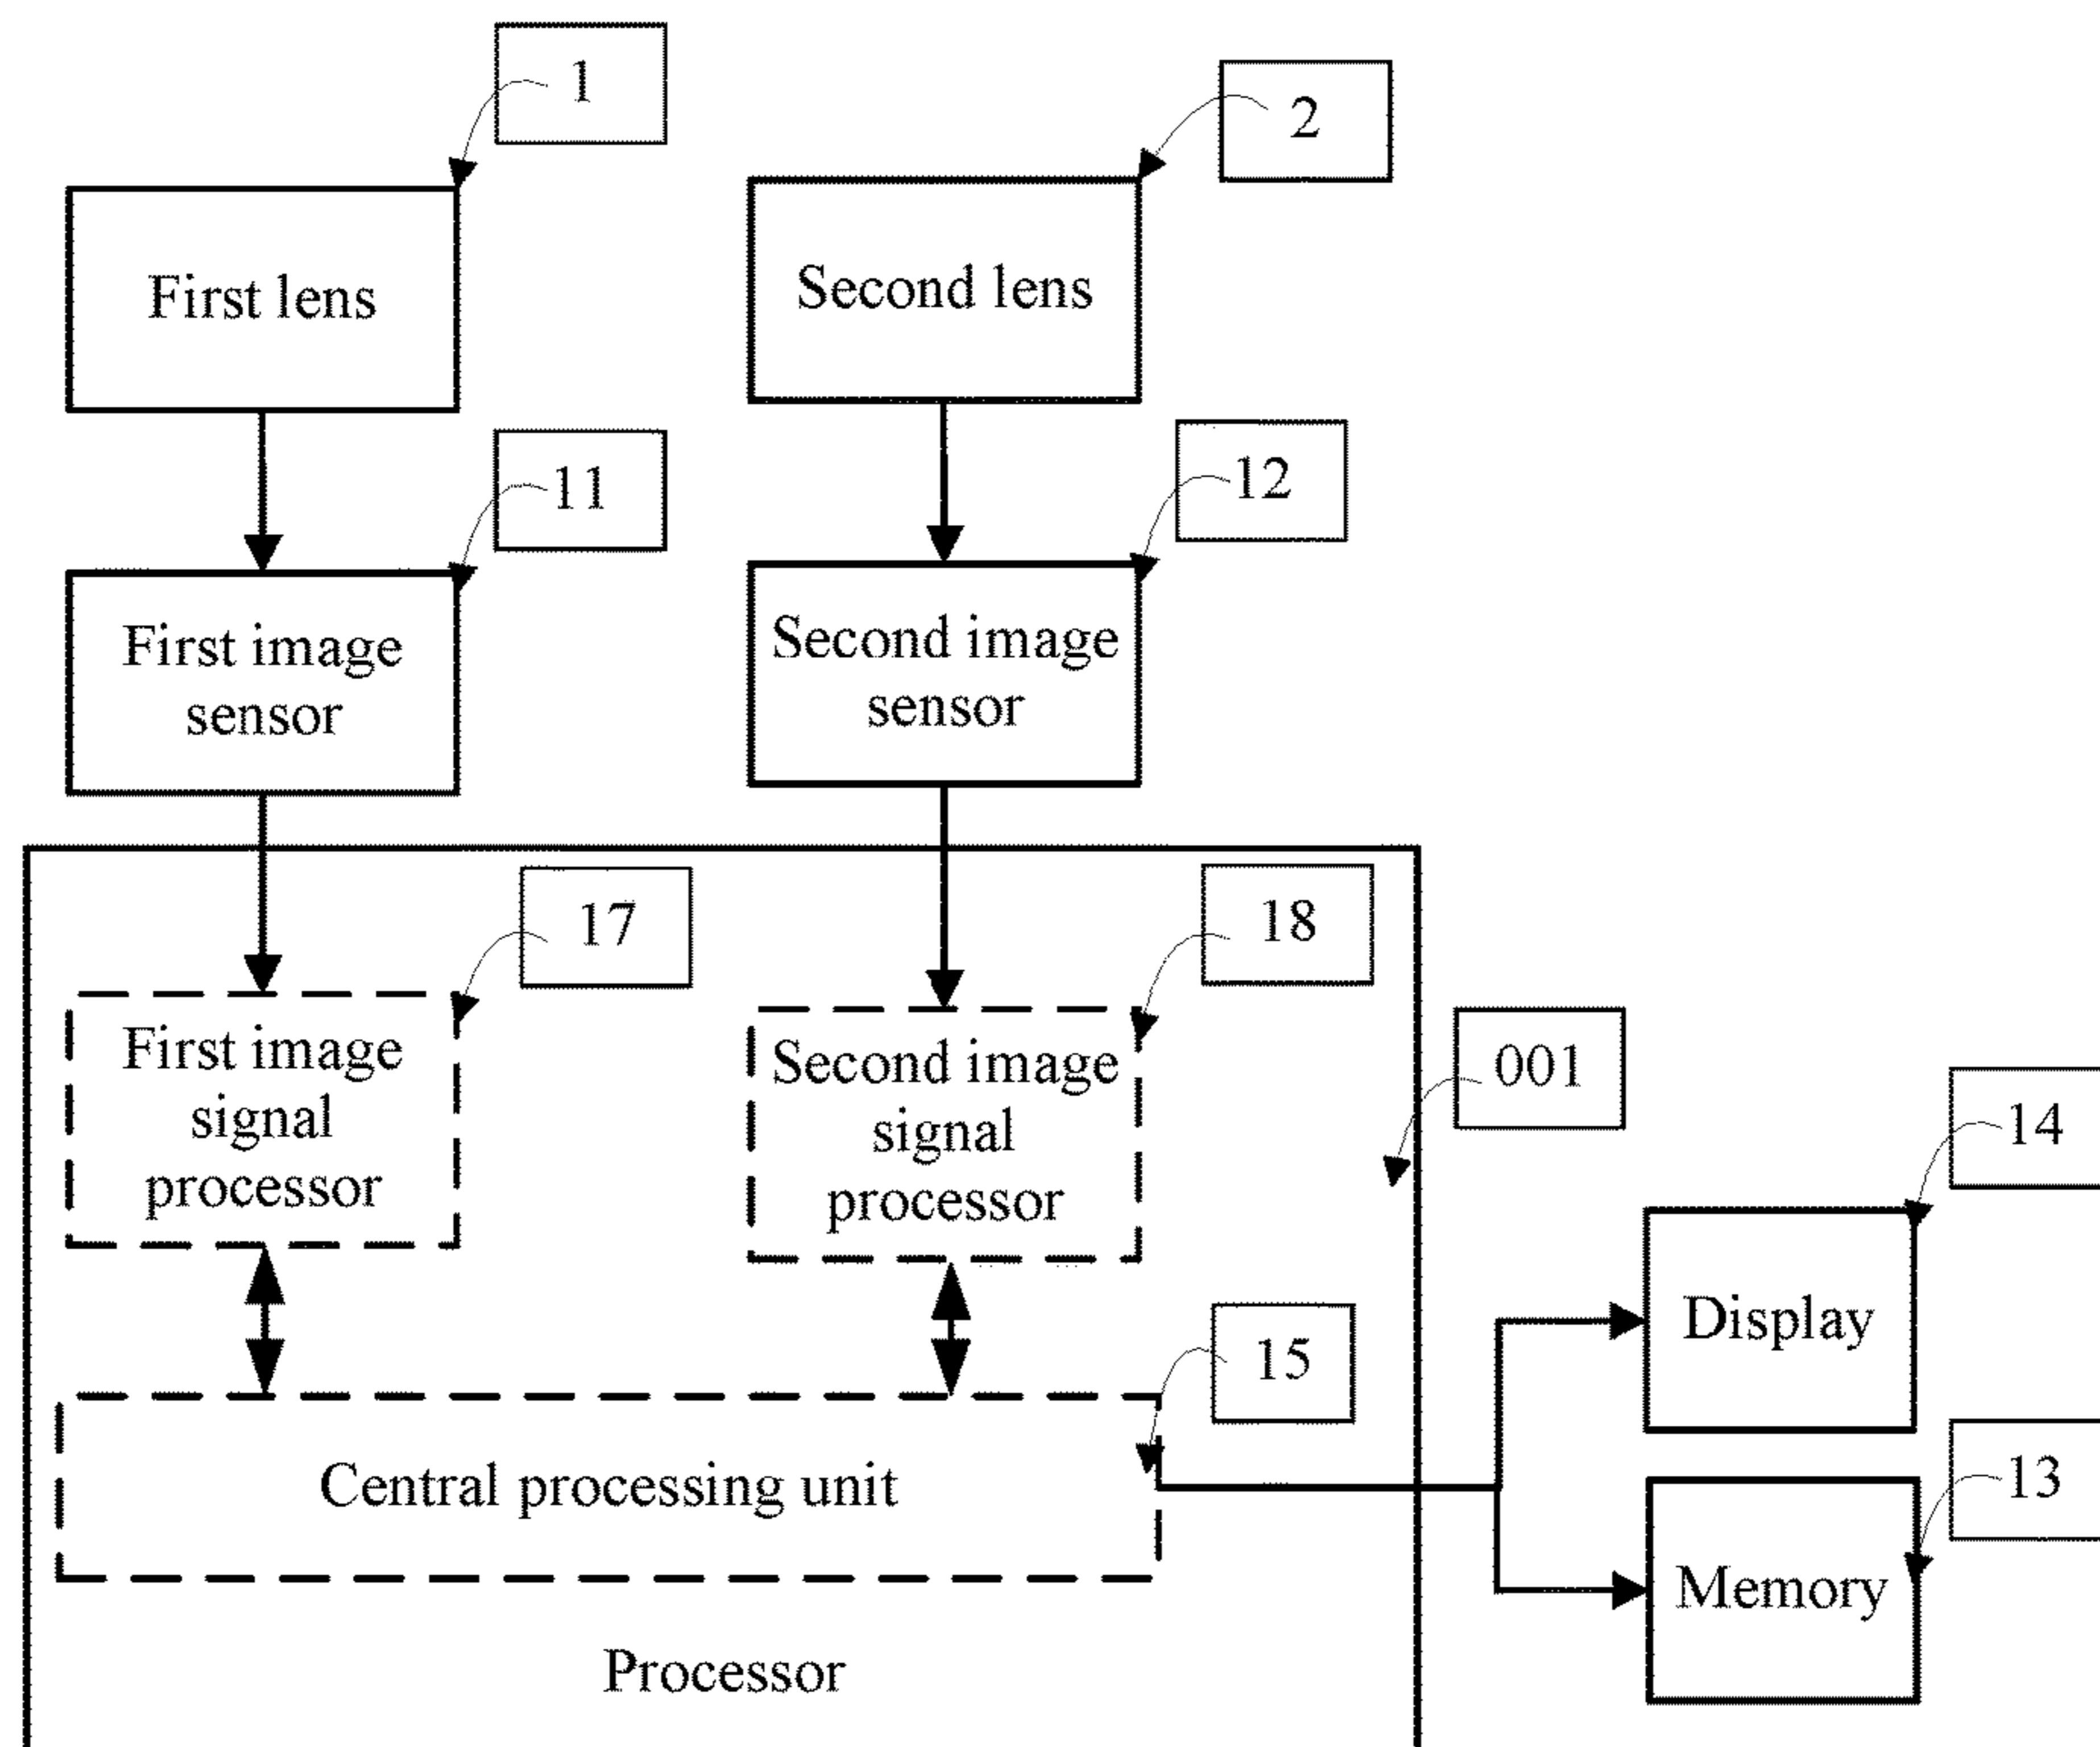 1
2
First lens
Second lens
11
12
First image
sensor
Second image
sensor
17
18
First image
signal
processor
Second image
signal
processor
001
14
Display
15
Central processing unit
13
Memory
Processor